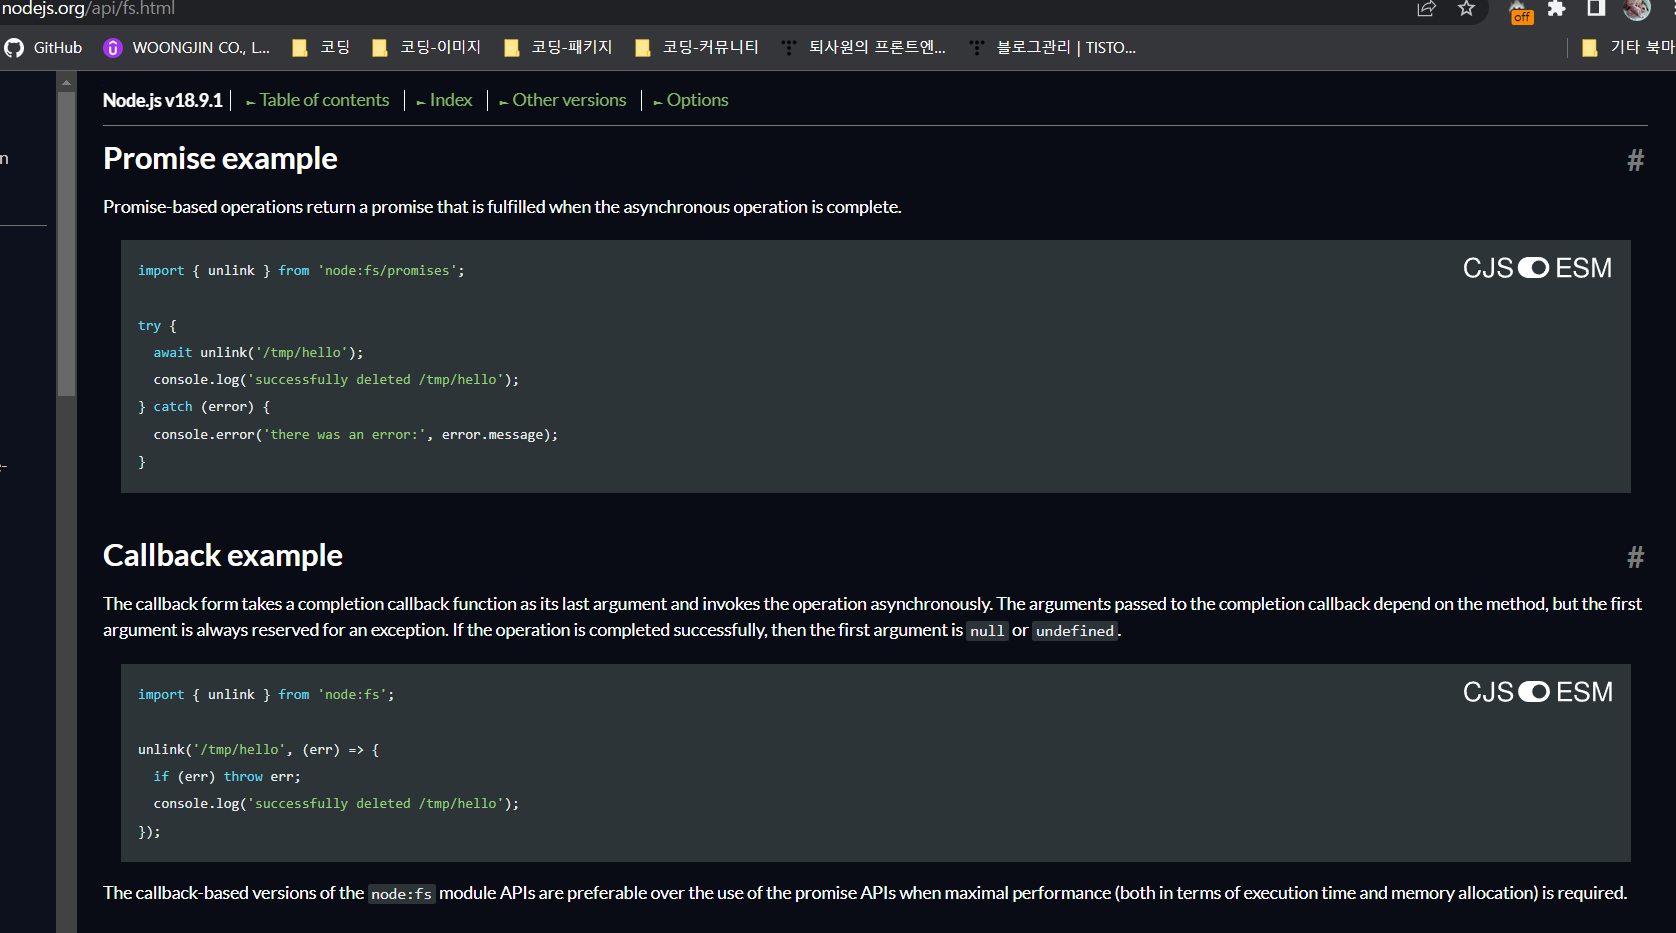 nodejs.org/api/fs.html
off
GitHub WOONGJIN CO., L... 코딩 코딩-이미지 코딩-패키지 코딩-커뮤니티 퇴사원의 프론트엔... 블로그관리 | TISTO... 기타 북마
Node.js v18.9.1 ► Table of contents ► Index ► Other versions ► Options
n
Promise example #
Promise-based operations return a promise that is fulfilled when the asynchronous operation is complete.
import { unlink } from 'node:fs/promises'; CJS ESM
try {
await unlink('/tmp/hello');
console.log('successfully deleted /tmp/hello');
} catch (error) {
console.error('there was an error:', error.message);
}
Callback example #
The callback form takes a completion callback function as its last argument and invokes the operation asynchronously. The arguments passed to the completion callback depend on the method, but the first
argument is always reserved for an exception. If the operation is completed successfully, then the first argument is null or undefined.
import { unlink } from 'node:fs'; CJS ESM
unlink('/tmp/hello', (err) => {
if (err) throw err;
console.log('successfully deleted /tmp/hello');
});
The callback-based versions of the node:fs module APIs are preferable over the use of the promise APIs when maximal performance (both in terms of execution time and memory allocation) is required.